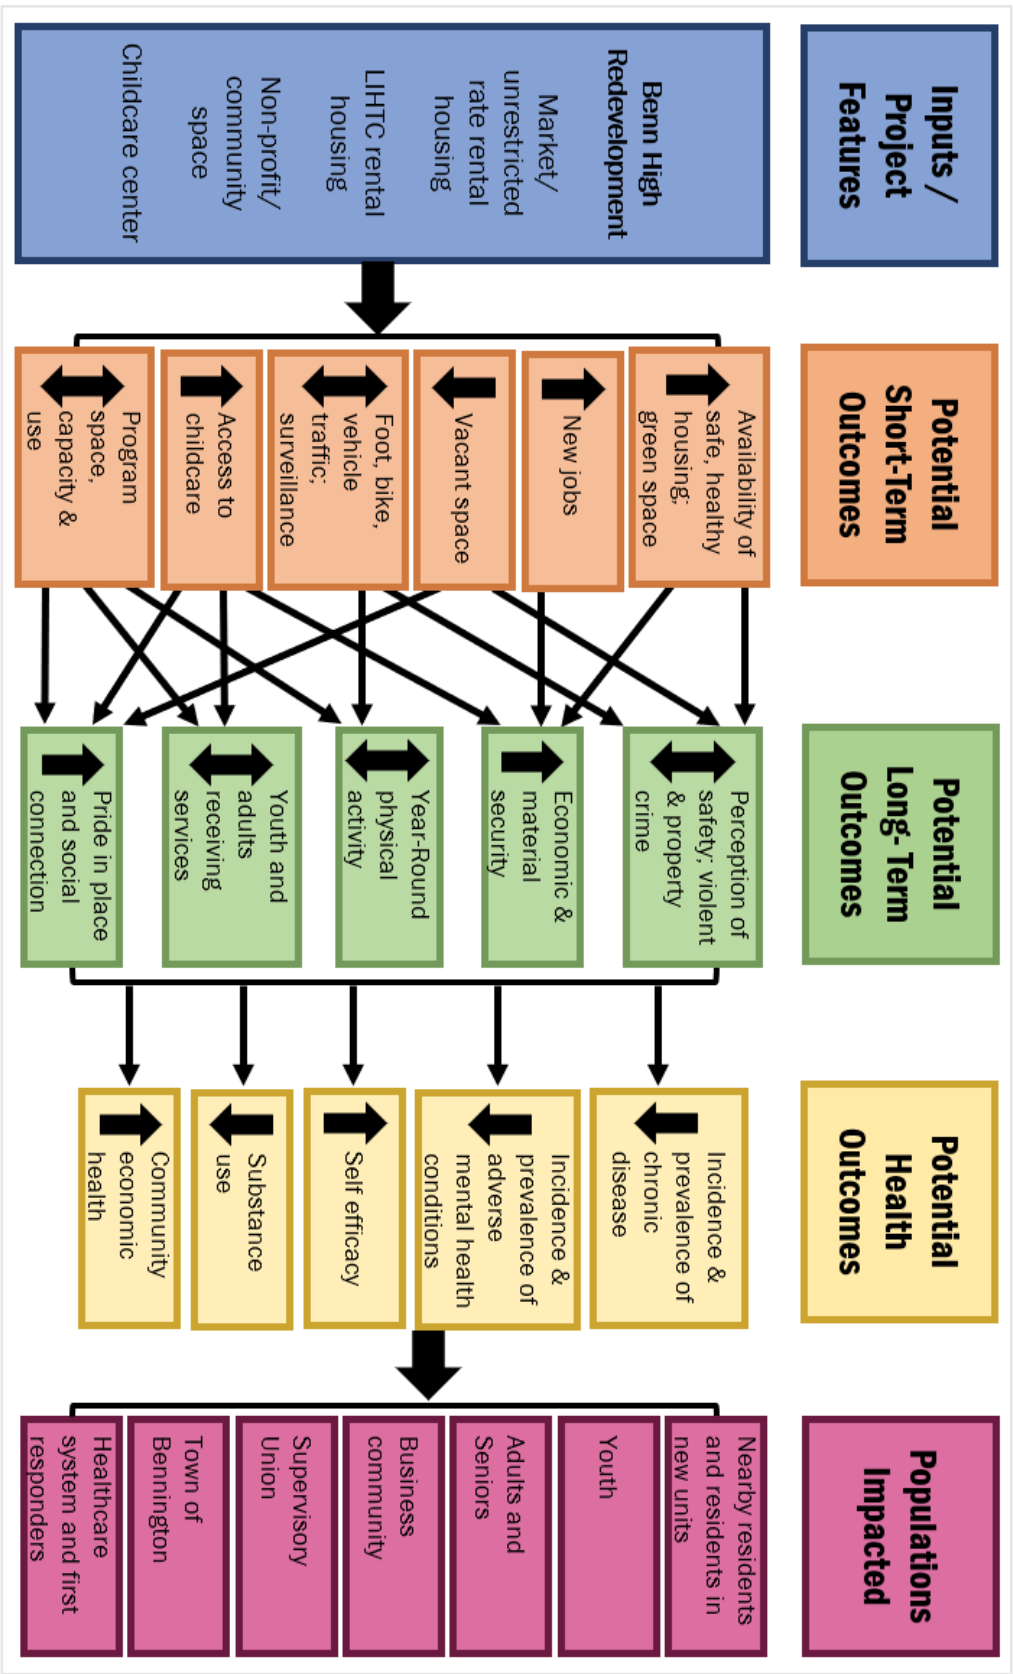 Inputs /
Project
Features
Benn High
Redevelopment
Market/
unrestricted
rate rental
housing
LIHTC rental
housing
Non-profit/
community
space
Childcare center
Potential
Short-Term
Outcomes
Availability of
safe, healthy
housing;
green space
New jobs
Vacant space
Foot, bike,
vehicle
traffic;
surveillance
Access to
childcare
Program
space,
capacity &
use
Potential
Long- Term
Outcomes
Perception of
safety; violent
& property
crime
Economic &
material
security
Year-Round
physical
activity
Youth and
adults
receiving
services
Pride in place
and social
connection
Potential
Health
Outcomes
Incidence &
prevalence of
chronic
disease
Incidence &
prevalence of
adverse
mental health
conditions
Self efficacy
Substance
use
Community
economic
health
Populations
Impacted
Nearby residents
and residents in
new units
Youth
Adults and
Seniors
Business
community
Supervisory
Union
Town of
Bennington
Healthcare
system and first
responders